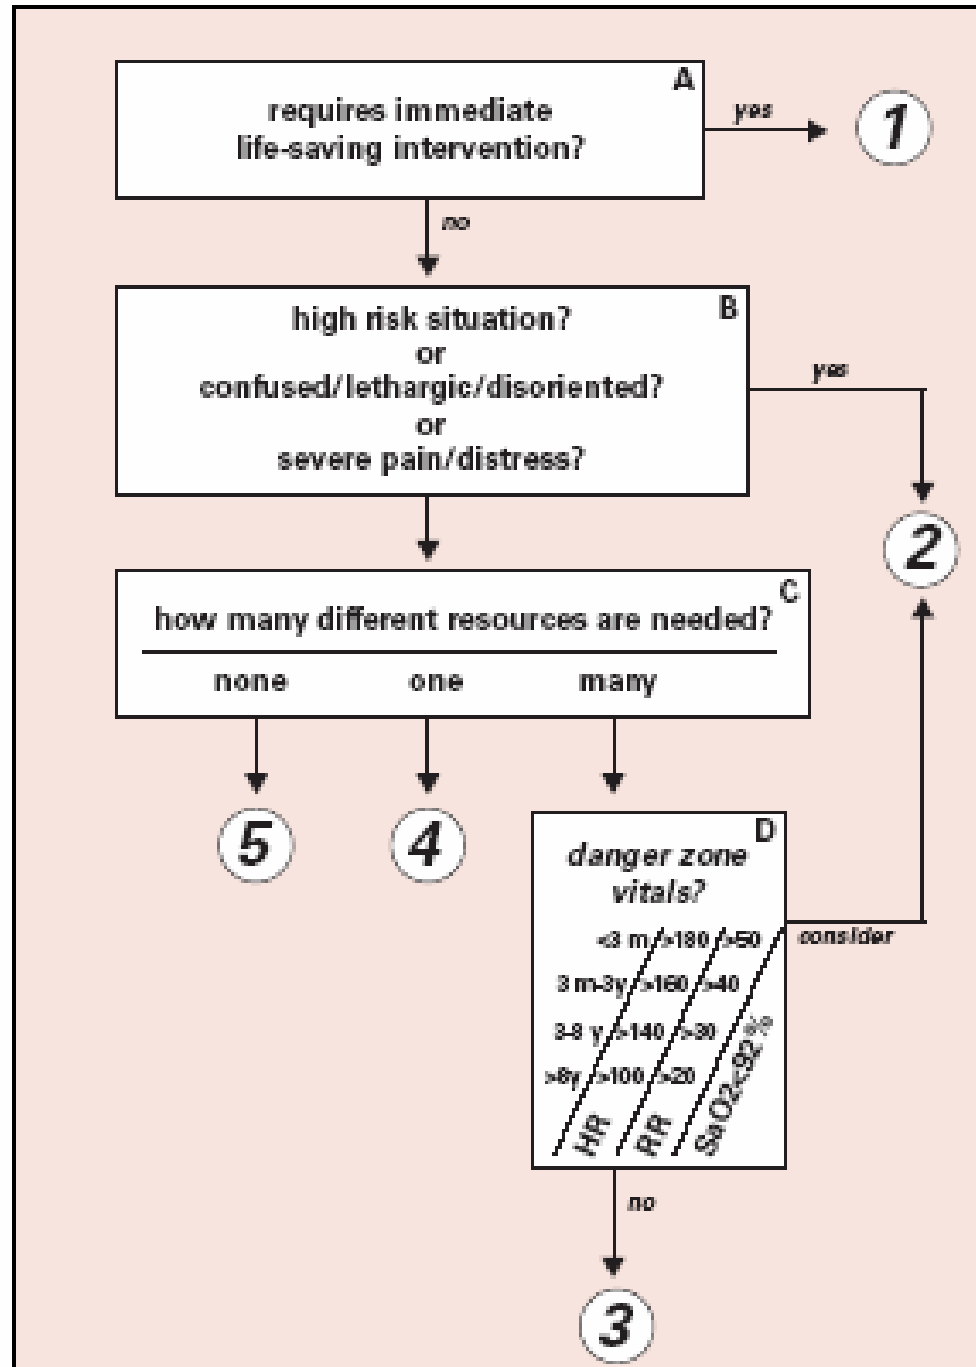 A
requires immediate
life-saving intervention?
yes
1
no
B
high risk situation?
or
confused/lethargic/disoriented?
or
severe pain/distress?
yes
2
C
how many different resources are needed?
none one many
5 4
D
danger zone
vitals?
<3 m >180 >50
3 m-3y >160 >40
3-8 y >140 >30
>8y >100 >20
HR RR SaO2<92%
consider
no
3